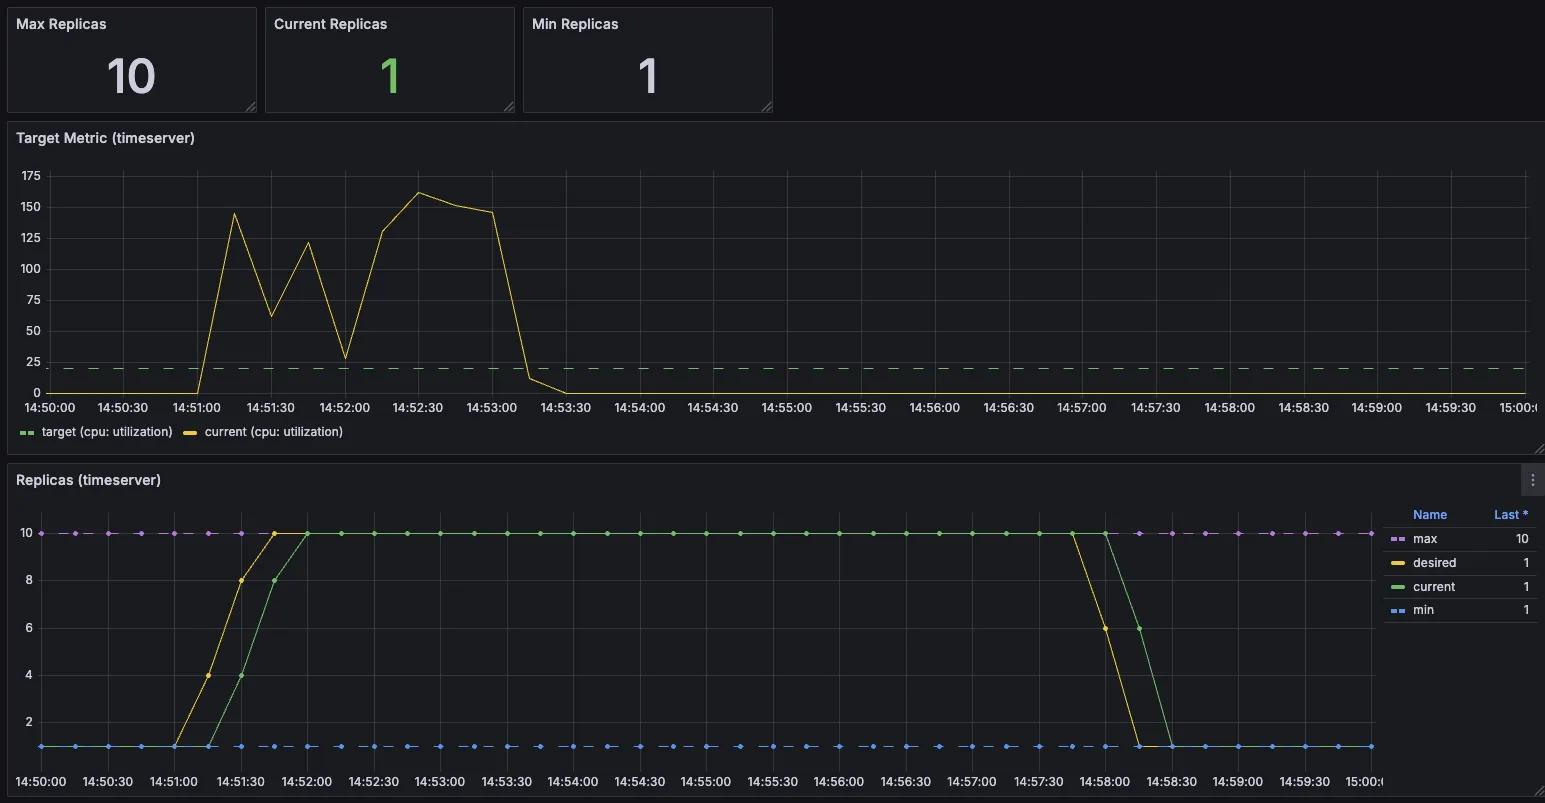 Max Replicas
10
Current Replicas
1
Min Replicas
1
Target Metric (timeserver)
175
150
125
100
75
50
25
0
14:50:00 14:50:30 14:51:00 14:51:30 14:52:00 14:52:30 14:53:00 14:53:30 14:54:00 14:54:30 14:55:00 14:55:30 14:56:00 14:56:30 14:57:00 14:57:30 14:58:00 14:58:30 14:59:00 14:59:30 15:00:
target (cpu: utilization) current (cpu: utilization)
Replicas (timeserver)
10
8
6
4
2
14:50:00 14:50:30 14:51:00 14:51:30 14:52:00 14:52:30 14:53:00 14:53:30 14:54:00 14:54:30 14:55:00 14:55:30 14:56:00 14:56:30 14:57:00 14:57:30 14:58:00 14:58:30 14:59:00 14:59:30 15:00:
Name Last *
max 10
desired 1
current 1
min 1